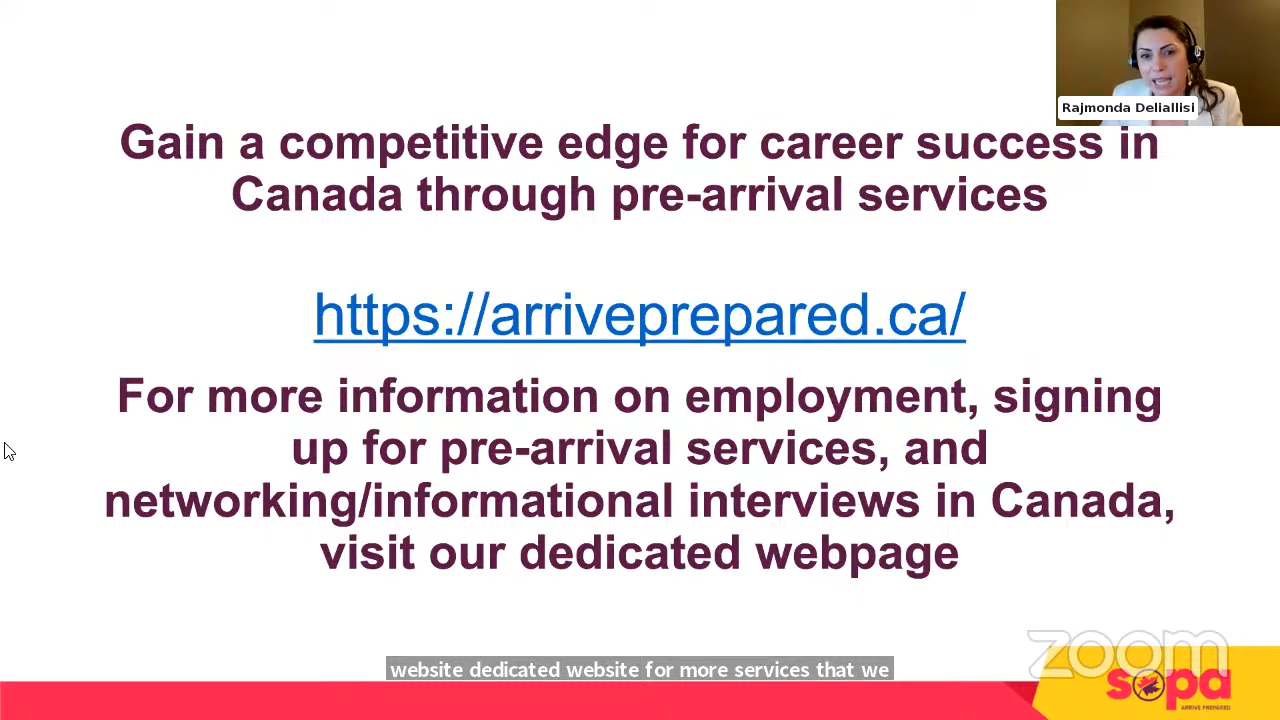 Rajmonda Deliallisi
Gain a competitive edge for career success in
Canada through pre-arrival services
https://arriveprepared.ca/
For more information on employment, signing
up for pre-arrival services, and
networking/informational interviews in Canada,
visit our dedicated webpage
website dedicated website for more services that we
zoom
sopa
ARRIVE PREPARED